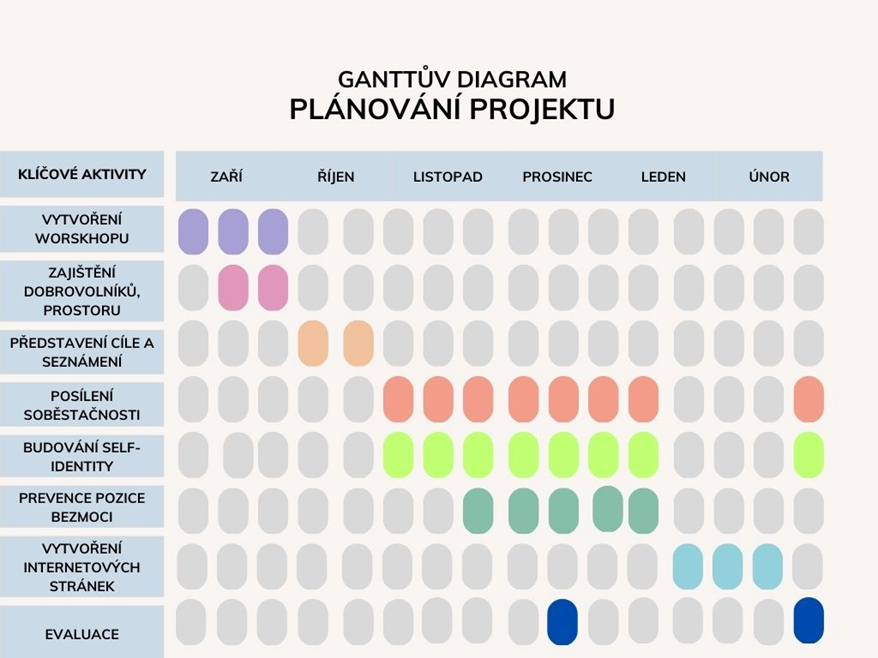 GANTTŮV DIAGRAM
PLÁNOVÁNÍ PROJEKTU
KLÍČOVÉ AKTIVITY
ZAŘÍ
ŘÍJEN
LISTOPAD
PROSINEC
LEDEN
ÚNOR
VYTVOŘENÍ
WORSKHOPU
ZAJIŠTĚNÍ
DOBROVOLNÍKŮ,
PROSTORU
PŘEDSTAVENÍ CÍLE A
SEZNÁMENÍ
POSÍLENÍ
SOBĚSTAČNOSTI
BUDOVÁNÍ SELF-
IDENTITY
PREVENCE POZICE
BEZMOCI
VYTVOŘENÍ
INTERNETOVÝCH
STRÁNEK
EVALUACE